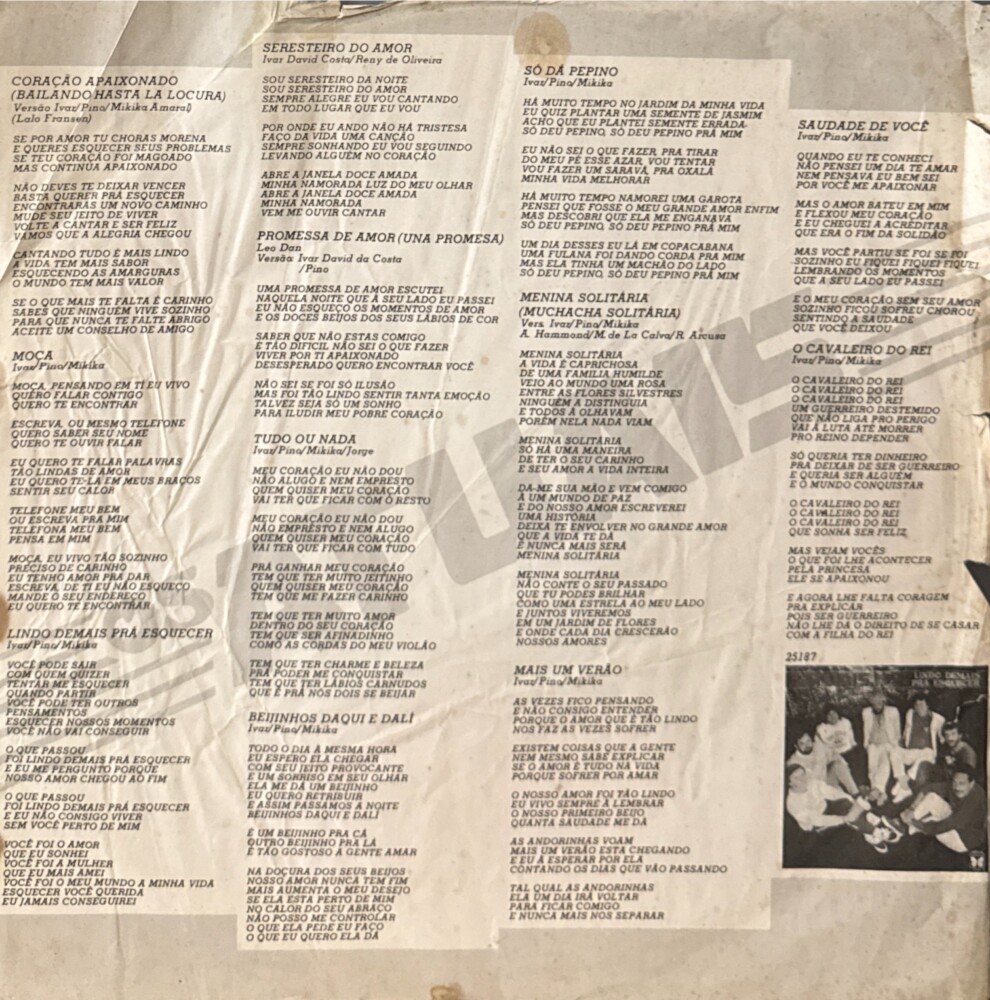 CORAÇÃO APAIXONADO
(BAILANDO HASTA LA LOCURA)
Versão Ivar/Pino/Mikika Amaral)
(Lalo Fransen)
SE POR AMOR TU CHORAS MORENA
E QUERES ESQUECER SEUS PROBLEMAS
SE TEU CORAÇÃO FOI MAGOADO
MAS CONTINUA APAIXONADO
NÃO DEVES TE DEIXAR VENCER
BASTA QUERER PRÁ ESQUECER
ENCONTRARÁS UM NOVO CAMINHO
MUDE SEU JEITO DE VIVER
VOLTE A CANTAR E SER FELIZ
VAMOS QUE A ALEGRIA CHEGOU
CANTANDO TUDO É MAIS LINDO
A VIDA TEM MAIS SABOR
ESQUECENDO AS AMARGURAS
O MUNDO TEM MAIS VALOR
SE O QUE MAIS TE FALTA É CARINHO
SABES QUE NINGUÉM VIVE SOZINHO
PARA QUE NUNCA TE FALTE ABRIGO
ACEITE UM CONSELHO DE AMIGO
MOÇA
Ivar/Pino/Mikika
MOÇA, PENSANDO EM TI EU VIVO
QUERO FALAR CONTIGO
QUERO TE ENCONTRAR
ESCREVA, OU MESMO TELEFONE
QUERO SABER SEU NOME
QUERO TE OUVIR FALAR
EU QUERO TE FALAR PALAVRAS
TÃO LINDAS DE AMOR
EU QUERO TE-LA EM MEUS BRAÇOS
SENTIR SEU CALOR
TELEFONE MEU BEM
OU ESCREVA PRÁ MIM
TELEFONA MEU BEM
PENSA EM MIM
MOÇA, EU VIVO TÃO SOZINHO
PRECISO DE CARINHO
EU TENHO AMOR PRÁ DAR
ESCREVA, DE TI EU NÃO ESQUEÇO
MANDE O SEU ENDEREÇO
EU QUERO TE ENCONTRAR
LINDO DEMAIS PRÁ ESQUECER
Ivar/Pino/Mikika
VOCÊ PODE SAIR
COM QUEM QUIZER
TENTAR ME ESQUECER
QUANDO PARTIR
VOCÊ PODE TER OUTROS
PENSAMENTOS
ESQUECER NOSSOS MOMENTOS
VOCÊ NÃO VAI CONSEGUIR
O QUE PASSOU
FOI LINDO DEMAIS PRÁ ESQUECER
E EU ME PERGUNTO PORQUE
NOSSO AMOR CHEGOU AO FIM
O QUE PASSOU
FOI LINDO DEMAIS PRÁ ESQUECER
E EU NÃO CONSIGO VIVER
SEM VOCÊ PERTO DE MIM
VOCÊ FOI O AMOR
QUE EU SONHEI
VOCÊ FOI A MULHER
QUE EU MAIS AMEI
VOCÊ FOI O MEU MUNDO A MINHA VIDA
ESQUECER VOCÊ QUERIDA
EU JAMAIS CONSEGUIREI
SERESTEIRO DO AMOR
Ivar David Costa/Reny de Oliveira
SOU SERESTEIRO DA NOITE
SOU SERESTEIRO DO AMOR
SEMPRE ALEGRE EU VOU CANTANDO
EM TODO LUGAR QUE EU VOU
POR ONDE EU ANDO NÃO HÁ TRISTESA
FAÇO DA VIDA UMA CANÇÃO
SEMPRE SONHANDO EU VOU SEGUINDO
LEVANDO ALGUÉM NO CORAÇÃO
ABRE A JANELA DOCE AMADA
MINHA NAMORADA LUZ DO MEU OLHAR
ABRE A JANELA DOCE AMADA
MINHA NAMORADA
VEM ME OUVIR CANTAR
PROMESSA DE AMOR (UNA PROMESA)
Leo Dan
Versão: Ivar David da Costa
/Pino
UMA PROMESSA DE AMOR ESCUTEI
NAQUELA NOITE QUE A SEU LADO EU PASSEI
EU NÃO ESQUEÇO OS MOMENTOS DE AMOR
E OS DOCES BEIJOS DOS SEUS LÁBIOS DE COR
SABER QUE NÃO ESTAS COMIGO
É TÃO DIFICIL NÃO SEI O QUE FAZER
VIVER POR TI APAIXONADO
DESESPERADO QUERO ENCONTRAR VOCÊ
NÃO SEI SE FOI SÓ ILUSÃO
MAS FOI TÃO LINDO SENTIR TANTA EMOÇÃO
TALVEZ SEJA SÓ UM SONHO
PARA ILUDIR MEU POBRE CORAÇÃO
TUDO OU NADA
Ivar/Pino/Mikika/Jorge
MEU CORAÇÃO EU NÃO DOU
NÃO ALUGO E NEM EMPRESTO
QUEM QUISER MEU CORAÇÃO
VAI TER QUE FICAR COM O RESTO
MEU CORAÇÃO EU NÃO DOU
NÃO EMPRÉSTO E NEM ALUGO
QUEM QUISER MEU CORAÇÃO
VAI TER QUE FICAR COM TUDO
PRÁ GANHAR MEU CORAÇÃO
TEM QUE TER MUITO JEITINHO
QUEM QUISER MEU CORAÇÃO
TEM QUE ME FAZER CARINHO
TEM QUE TER MUITO AMOR
DENTRO DO SEU CORAÇÃO
TEM QUE SER AFINADINHO
COMO AS CORDAS DO MEU VIOLÃO
TEM QUE TER CHARME E BELEZA
PRÁ PODER ME CONQUISTAR
TEM QUE TER LÁBIOS CARNUDOS
QUE É PRÁ NOS DOIS SE BEIJAR
BEIJINHOS DAQUI E DALÍ
Ivar/Pino/Mikika
TODO O DIA À MESMA HORA
EU ESPERO ELA CHEGAR
COM SEU JEITO PROVOCANTE
E UM SORRISO EM SEU OLHAR
ELA ME DÁ UM BEIJINHO
EU QUERO RETRIBUIR
E ASSIM PASSAMOS À NOITE
BEIJINHOS DAQUI E DALÍ
É UM BEIJINHO PRA CÁ
OUTRO BEIJINHO PRA LÁ
É TÃO GOSTOSO À GENTE AMAR
NA DOÇURA DOS SEUS BEIJOS
NOSSO AMOR NUNCA TEM FIM
MAIS AUMENTA O MEU DESEJO
SE ELA ESTÁ PERTO DE MIM
NO CALOR DO SEU ABRAÇO
NÃO POSSO ME CONTROLAR
O QUE ELA PEDE EU FAÇO
O QUE EU QUERO ELA DÁ
SÓ DÁ PEPINO
Ivar/Pino/Mikika
HÁ MUITO TEMPO NO JARDIM DA MINHA VIDA
EU QUIZ PLANTAR UMA SEMENTE DE JASMIM
ACHO QUE EU PLANTEI SEMENTE ERRADA
SÓ DEU PEPINO, SÓ DEU PEPINO PRÁ MIM
EU NÃO SEI O QUE FAZER, PRA TIRAR
DO MEU PÉ ESSE AZAR, VOU TENTAR
VOU FAZER UM SARAVÁ, PRA OXALÁ
MINHA VIDA MELHORAR
HÁ MUITO TEMPO NAMOREI UMA GAROTA
PENSEI QUE FOSSE O MEU GRANDE AMOR ENFIM
MAS DESCOBRI QUE ELA ME ENGANAVA
SÓ DEU PEPINO, SÓ DEU PEPINO PRÁ MIM
UM DIA DESSES EU LÁ EM COPACABANA
UMA FULANA FOI DANDO CORDA PRÁ MIM
MAS ELA TINHA UM MACHÃO DO LADO
SÓ DEU PEPINO, SÓ DEU PEPINO PRÁ MIM
MENINA SOLITÁRIA
(MUCHACHA SOLITÁRIA)
Vers. Ivar/Pino/Mikika
A. Hammond/M. de La Calva/R. Arcusa
MENINA SOLITÁRIA
A VIDA É CAPRICHOSA
DE UMA FAMILIA HUMILDE
VEIO AO MUNDO UMA ROSA
ENTRE AS FLORES SILVESTRES
NINGUÉM A DISTINGUIA
E TODOS À OLHAVAM
PORÉM NELA NADA VIAM
MENINA SOLITÁRIA
SÓ HÁ UMA MANEIRA
DE TER O SEU CARINHO
E SEU AMOR A VIDA INTEIRA
DA-ME SUA MÃO E VEM COMIGO
À UM MUNDO DE PAZ
E DO NOSSO AMOR ESCREVEREI
UMA HISTÓRIA
DEIXA TE ENVOLVER NO GRANDE AMOR
QUE A VIDA TE DÁ
E NUNCA MAIS SERÁ
MENINA SOLITÁRIA
MENINA SOLITÁRIA
NÃO CONTE O SEU PASSADO
QUE TU PODES BRILHAR
COMO UMA ESTRELA AO MEU LADO
E JUNTOS VIVEREMOS
EM UM JARDIM DE FLORES
E ONDE CADA DIA CRESCERÃO
NOSSOS AMORES
MAIS UM VERÃO
Ivar/Pino/Mikika
AS VEZES FICO PENSANDO
E NÃO CONSIGO ENTENDER
PORQUE O AMOR QUE É TÃO LINDO
NOS FAZ AS VEZES SOFRER
EXISTEM COISAS QUE A GENTE
NEM MESMO SABE EXPLICAR
SE O AMOR É TUDO NA VIDA
PORQUE SOFRER POR AMAR
O NOSSO AMOR FOI TÃO LINDO
EU VIVO SEMPRE À LEMBRAR
O NOSSO PRIMEIRO BEIJO
QUANTA SAUDADE ME DÁ
AS ANDORINHAS VOAM
MAIS UM VERÃO ESTÁ CHEGANDO
E EU À ESPERAR POR ELA
CONTANDO OS DIAS QUE VÃO PASSANDO
TAL QUAL AS ANDORINHAS
ELA UM DIA IRÁ VOLTAR
PARA FICAR COMIGO
E NUNCA MAIS NOS SEPARAR
SAUDADE DE VOCÊ
Ivar/Pino/Mikika
QUANDO EU TE CONHECI
NÃO PENSEI UM DIA TE AMAR
NEM PENSAVA EU BEM SEI
POR VOCÊ ME APAIXONAR
MAS O AMOR BATEU EM MIM
E FLEXOU MEU CORAÇÃO
E EU CHEGUEI A ACREDITAR
QUE ERA O FIM DA SOLIDÃO
MAS VOCÊ PARTIU SE FOI SE FOI
SOZINHO EU FIQUEI FIQUEI FIQUEI
LEMBRANDO OS MOMENTOS
QUE A SEU LADO EU PASSEI
E O MEU CORAÇÃO SEM SEU AMOR
SOZINHO FICOU SOFREU CHOROU
SENTINDO A SAUDADE
QUE VOCÊ DEIXOU
O CAVALEIRO DO REI
Ivar/Pino/Mikika
O CAVALEIRO DO REI
O CAVALEIRO DO REI
O CAVALEIRO DO REI
UM GUERREIRO DESTEMIDO
QUE NÃO LIGA PRO PERIGO
VAI À LUTA ATÉ MORRER
PRO REINO DEPENDER
SÓ QUERIA TER DINHEIRO
PRÁ DEIXAR DE SER GUERREIRO
E QUERIA SER ALGUÉM
E O MUNDO CONQUISTAR
O CAVALEIRO DO REI
O CAVALEIRO DO REI
O CAVALEIRO DO REI
QUE SONHA SER FELIZ
MAS VEJAM VOCÊS
O QUE FOI LHE ACONTECER
PELA PRINCESA
ELE SE APAIXONOU
E AGORA LHE FALTA CORAGEM
PRA EXPLICAR
POIS SER GUERREIRO
NÃO LHE DÁ O DIREITO DE SE CASAR
COM A FILHA DO REI
25187
LINDO DEMAIS
PRÁ ESQUECER